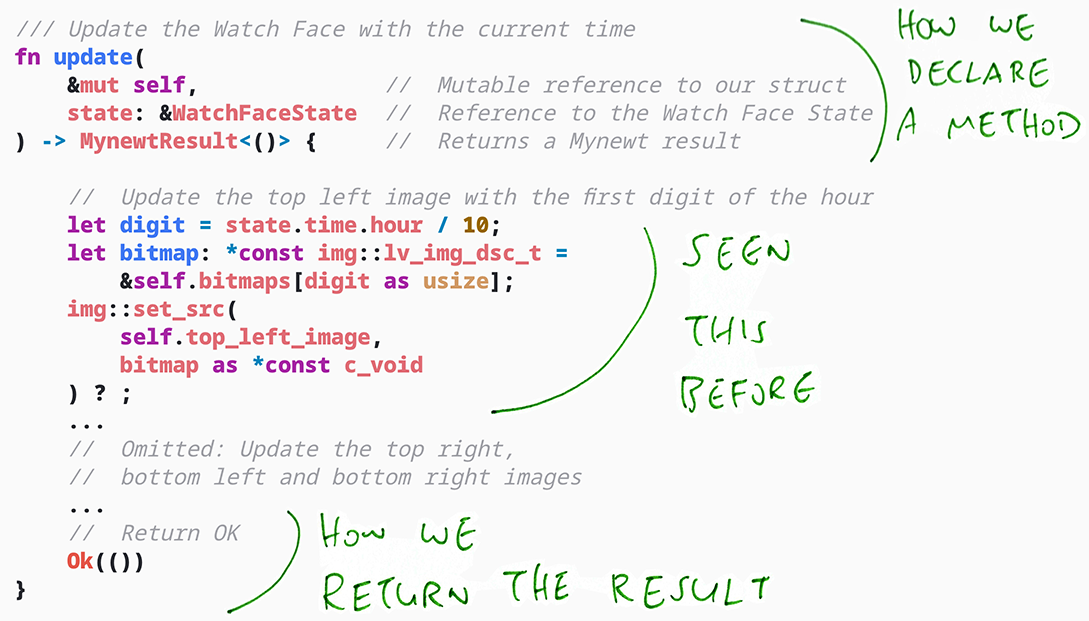 /// Update the Watch Face with the current time
fn update(
    &mut self,               //  Mutable reference to our struct
    state: &WatchFaceState  //  Reference to the Watch Face State
) -> MynewtResult<()> {      //  Returns a Mynewt result
HOW WE
DECLARE
A METHOD
    //  Update the top left image with the first digit of the hour
    let digit = state.time.hour / 10;
    let bitmap: *const img::lv_img_dsc_t =
        &self.bitmaps[digit as usize];
    img::set_src(
        self.top_left_image,
        bitmap as *const c_void
    ) ? ;
SEEN
THIS
BEFORE
    ...
    //  Omitted: Update the top right,
    //  bottom left and bottom right images
    ...
    //  Return OK
    Ok(())
}
HOW WE
RETURN THE RESULT